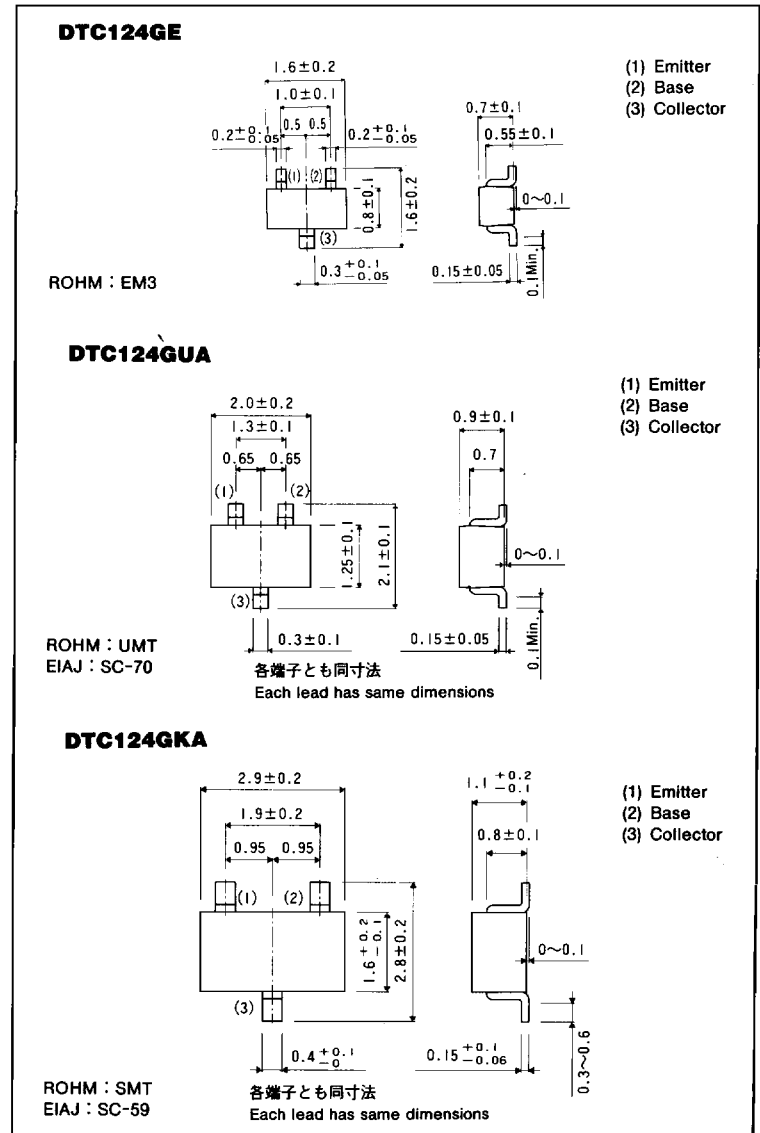 DTC124GE
1.6±0.2
1.0±0.1
0.5 0.5
0.2+0.1 -0.05
0.2+0.1 -0.05
(1) (2)
(3)
0.8±0.1
1.6±0.2
0.3+0.1 -0.05
0.7±0.1
0.55±0.1
0~0.1
0.15±0.05
0.1Min.
(1) Emitter
(2) Base
(3) Collector
ROHM : EM3
DTC124GUA
2.0±0.2
1.3±0.1
0.65 0.65
(1) (2)
(3)
1.25±0.1
2.1±0.1
0.3±0.1
0.9±0.1
0.7
0~0.1
0.15±0.05
0.1Min.
(1) Emitter
(2) Base
(3) Collector
ROHM : UMT
EIAJ : SC-70
各端子とも同寸法
Each lead has same dimensions
DTC124GKA
2.9±0.2
1.9±0.2
0.95 0.95
(1) (2)
(3)
1.6+0.2 -0.1
2.8±0.2
0.4+0.1 -0
1.1+0.2 -0.1
0.8±0.1
0~0.1
0.15+0.1 -0.06
0.3~0.6
(1) Emitter
(2) Base
(3) Collector
ROHM : SMT
EIAJ : SC-59
各端子とも同寸法
Each lead has same dimensions